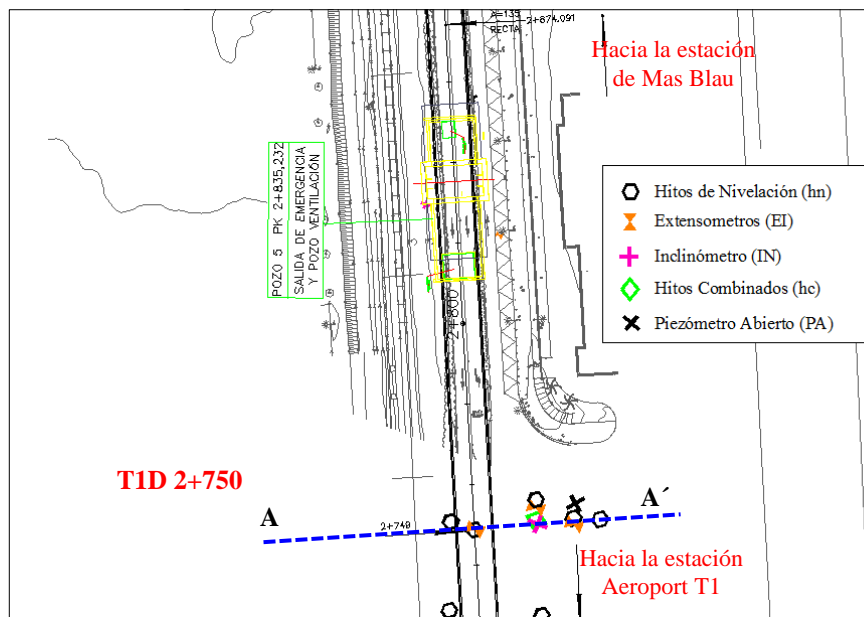 A=135
2+874.091
RECTA
Hacia la estación
de Mas Blau
POZO 5 PK 2+835,232
SALIDA DE EMERGENCIA
Y POZO VENTILACIÓN
Hitos de Nivelación (hn)
Extensometros (EI)
Inclinómetro (IN)
Hitos Combinados (hc)
Piezómetro Abierto (PA)
2+800
T1D 2+750
A
A´
2+740
Hacia la estación
Aeroport T1